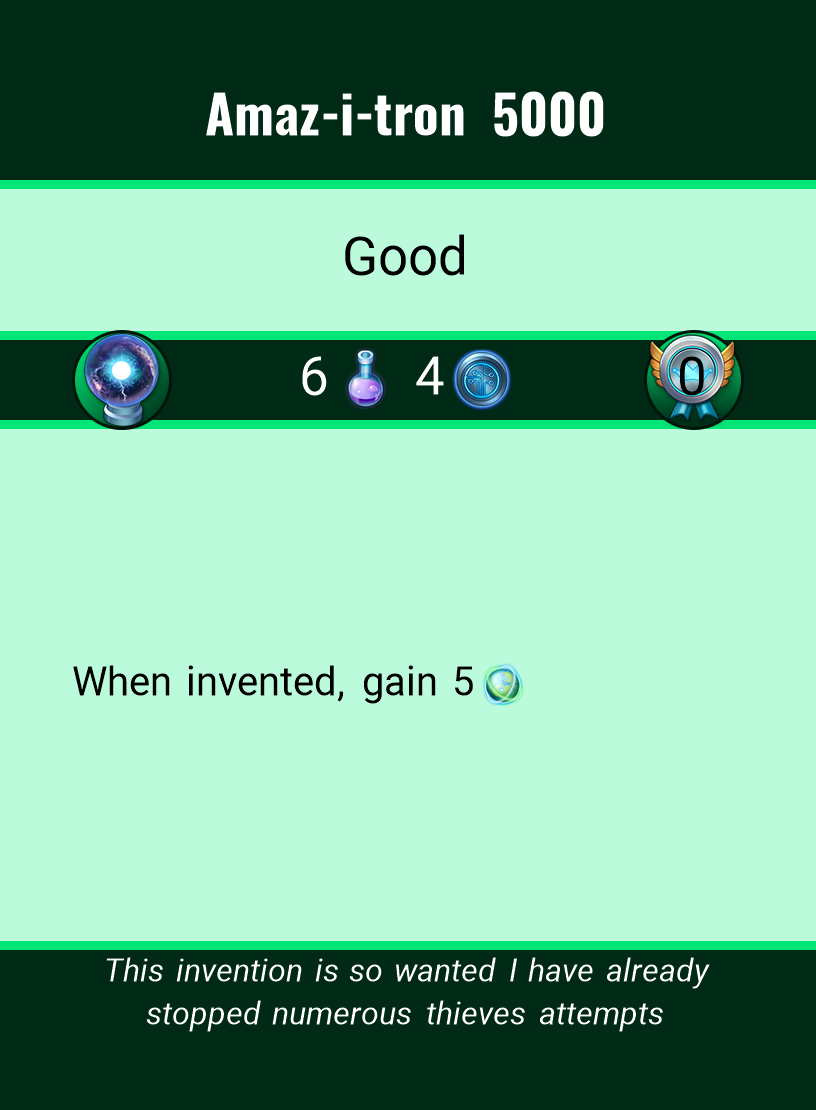 Amaz-i-tron 5000
Good
6 4 0
When invented, gain 5
This invention is so wanted I have already
stopped numerous thieves attempts